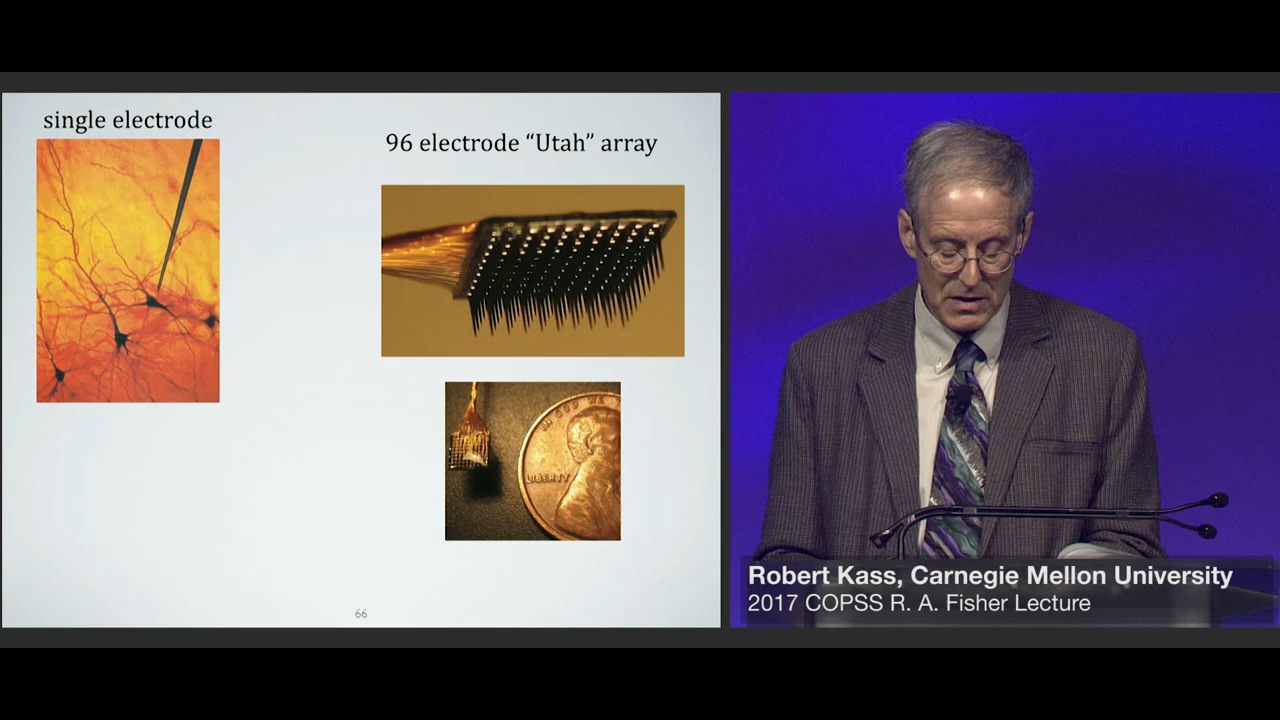 single electrode
96 electrode “Utah” array
IN GOD WE
LIBERTY
66
Robert Kass, Carnegie Mellon University
2017 COPSS R. A. Fisher Lecture